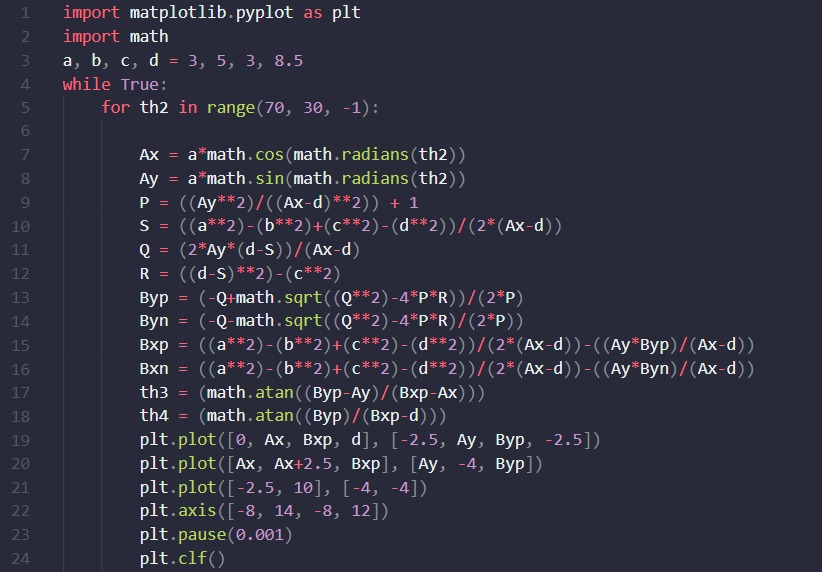 1 import matplotlib.pyplot as plt
2 import math
3 a, b, c, d = 3, 5, 3, 8.5
4 while True:
5     for th2 in range(70, 30, -1):
6
7         Ax = a*math.cos(math.radians(th2))
8         Ay = a*math.sin(math.radians(th2))
9         P = ((Ay**2)/((Ax-d)**2)) + 1
10         S = ((a**2)-(b**2)+(c**2)-(d**2))/(2*(Ax-d))
11         Q = (2*Ay*(d-S))/(Ax-d)
12         R = ((d-S)**2)-(c**2)
13         Byp = (-Q+math.sqrt((Q**2)-4*P*R))/(2*P)
14         Byn = (-Q-math.sqrt((Q**2)-4*P*R)/(2*P))
15         Bxp = ((a**2)-(b**2)+(c**2)-(d**2))/(2*(Ax-d))-((Ay*Byp)/(Ax-d))
16         Bxn = ((a**2)-(b**2)+(c**2)-(d**2))/(2*(Ax-d))-((Ay*Byn)/(Ax-d))
17         th3 = (math.atan((Byp-Ay)/(Bxp-Ax)))
18         th4 = (math.atan((Byp)/(Bxp-d)))
19         plt.plot([0, Ax, Bxp, d], [-2.5, Ay, Byp, -2.5])
20         plt.plot([Ax, Ax+2.5, Bxp], [Ay, -4, Byp])
21         plt.plot([-2.5, 10], [-4, -4])
22         plt.axis([-8, 14, -8, 12])
23         plt.pause(0.001)
24         plt.clf()